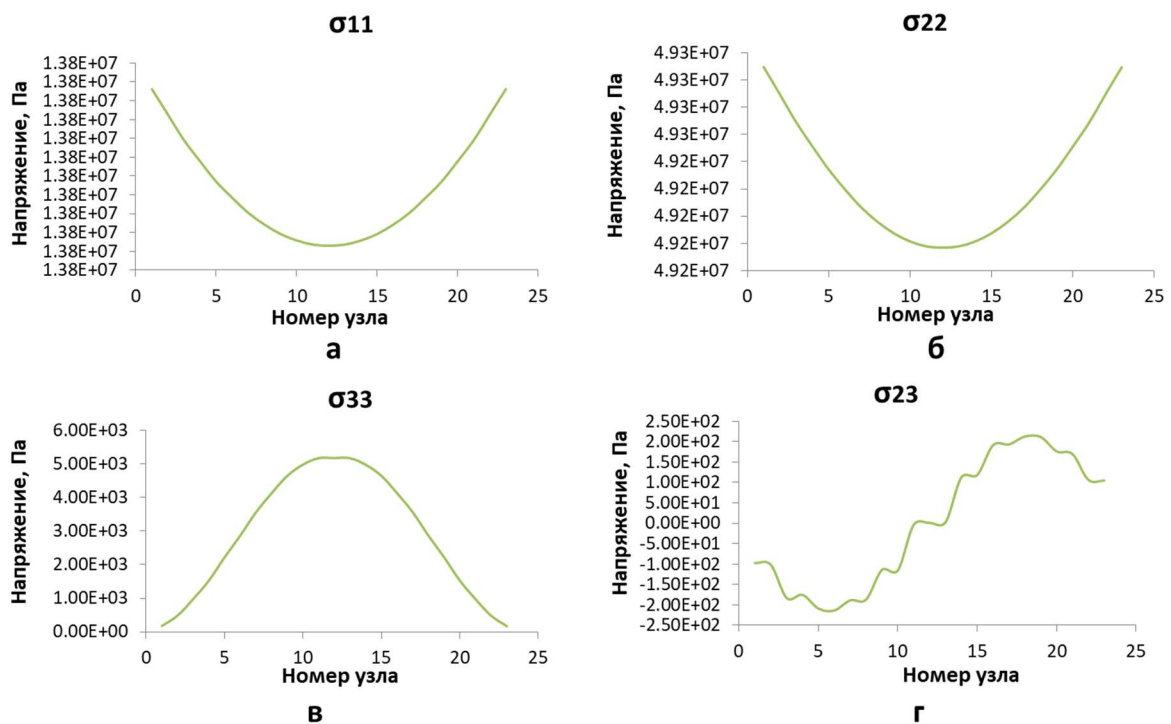 σ11
Напряжение, Па
1.38E+07
1.38E+07
1.38E+07
1.38E+07
1.38E+07
1.38E+07
1.38E+07
1.38E+07
1.38E+07
1.38E+07
1.38E+07
1.38E+07
0 5 10 15 20 25
Номер узла
а
σ22
Напряжение, Па
4.93E+07
4.93E+07
4.93E+07
4.93E+07
4.92E+07
4.92E+07
4.92E+07
4.92E+07
4.92E+07
0 5 10 15 20 25
Номер узла
б
σ33
Напряжение, Па
6.00E+03
5.00E+03
4.00E+03
3.00E+03
2.00E+03
1.00E+03
0.00E+00
0 5 10 15 20 25
Номер узла
в
σ23
Напряжение, Па
2.50E+02
2.00E+02
1.50E+02
1.00E+02
5.00E+01
0.00E+00
-5.00E+01
-1.00E+02
-1.50E+02
-2.00E+02
-2.50E+02
0 5 10 15 20 25
Номер узла
г